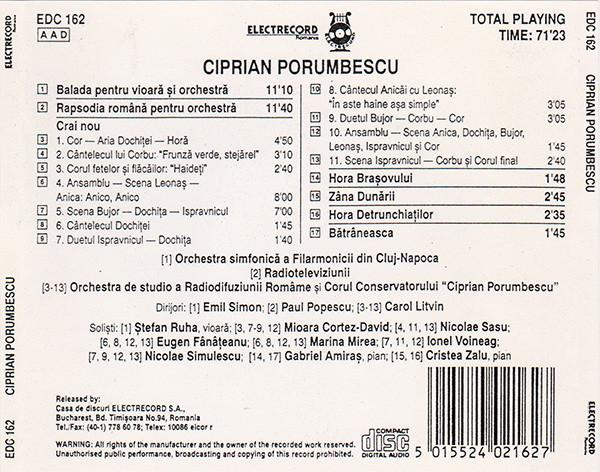 EDC 162
AAD
ELECTRECORD
Romania
TOTAL PLAYING
TIME: 71'23
CIPRIAN PORUMBESCU
1 Balada pentru vioară și orchestră 11'10
2 Rapsodia română pentru orchestră 11'40
Crai nou
3 1. Cor — Aria Dochiței — Horă 4'50
4 2. Cântelecul lui Corbu: "Frunză verde, stejărel" 3'10
5 3. Corul fetelor și flăcăilor: "Haideți" 2'40
6 4. Ansamblu — Scena Leonaș —
Anica: Anico, Anico 8'00
7 5. Scena Bujor — Dochița — Ispravnicul 7'00
8 6. Cântelecul Dochiței 1'45
9 7. Duetul Ispravnicul — Dochița 1'40
10 8. Cântecul Anicăi cu Leonaș:
"În aste haine așa simple" 3'05
11 9. Duetul Bujor — Corbu — Cor 3'05
12 10. Ansamblu — Scena Anica, Dochița, Bujor,
Leonaș, Ispravnicul și Cor 1'45
13 11. Scena Ispravnicul — Corbu și Corul final 2'40
14 Hora Brașovului 1'48
15 Zâna Dunării 2'45
16 Hora Detrunchiaților 2'35
17 Bătrâneasca 1'45
[1] Orchestra simfonică a Filarmonicii din Cluj-Napoca
[2] Radioteleviziunii
[3-13] Orchestra de studio a Radiodifuziunii Române și Corul Conservatorului "Ciprian Porumbescu"
Dirijori: [1] Emil Simon; [2] Paul Popescu; [3-13] Carol Litvin
Soliști: [1] Ștefan Ruha, vioară; [3, 7-9, 12] Mioara Cortez-David; [4, 11, 13] Nicolae Sasu;
[6, 8, 12, 13] Eugen Fânățeanu; [6, 8, 12, 13] Marina Mirea; [7, 11, 12] Ionel Voineag;
[7, 9, 12, 13] Nicolae Simulescu; [14, 17] Gabriel Amiraș, pian; [15, 16] Cristea Zalu, pian
Released by:
Casa de discuri ELECTRECORD S.A.,
Bucharest, Bd. Timișoara No.94, Romania
Tel./Fax: (40-1) 778 60 78; Telex: 10086 elcor r
WARNING: All rights of the manufacturer and the owner of the recorded work reserved.
Unauthorised public performance, broadcasting and copying of this record prohibited.
COMPACT
disc
DIGITAL AUDIO
5 015524 021627
ELECTRECORD
Romania
CIPRIAN PORUMBESCU
EDC 162
EDC 162
CIPRIAN PORUMBESCU
ELECTRECORD
Romania